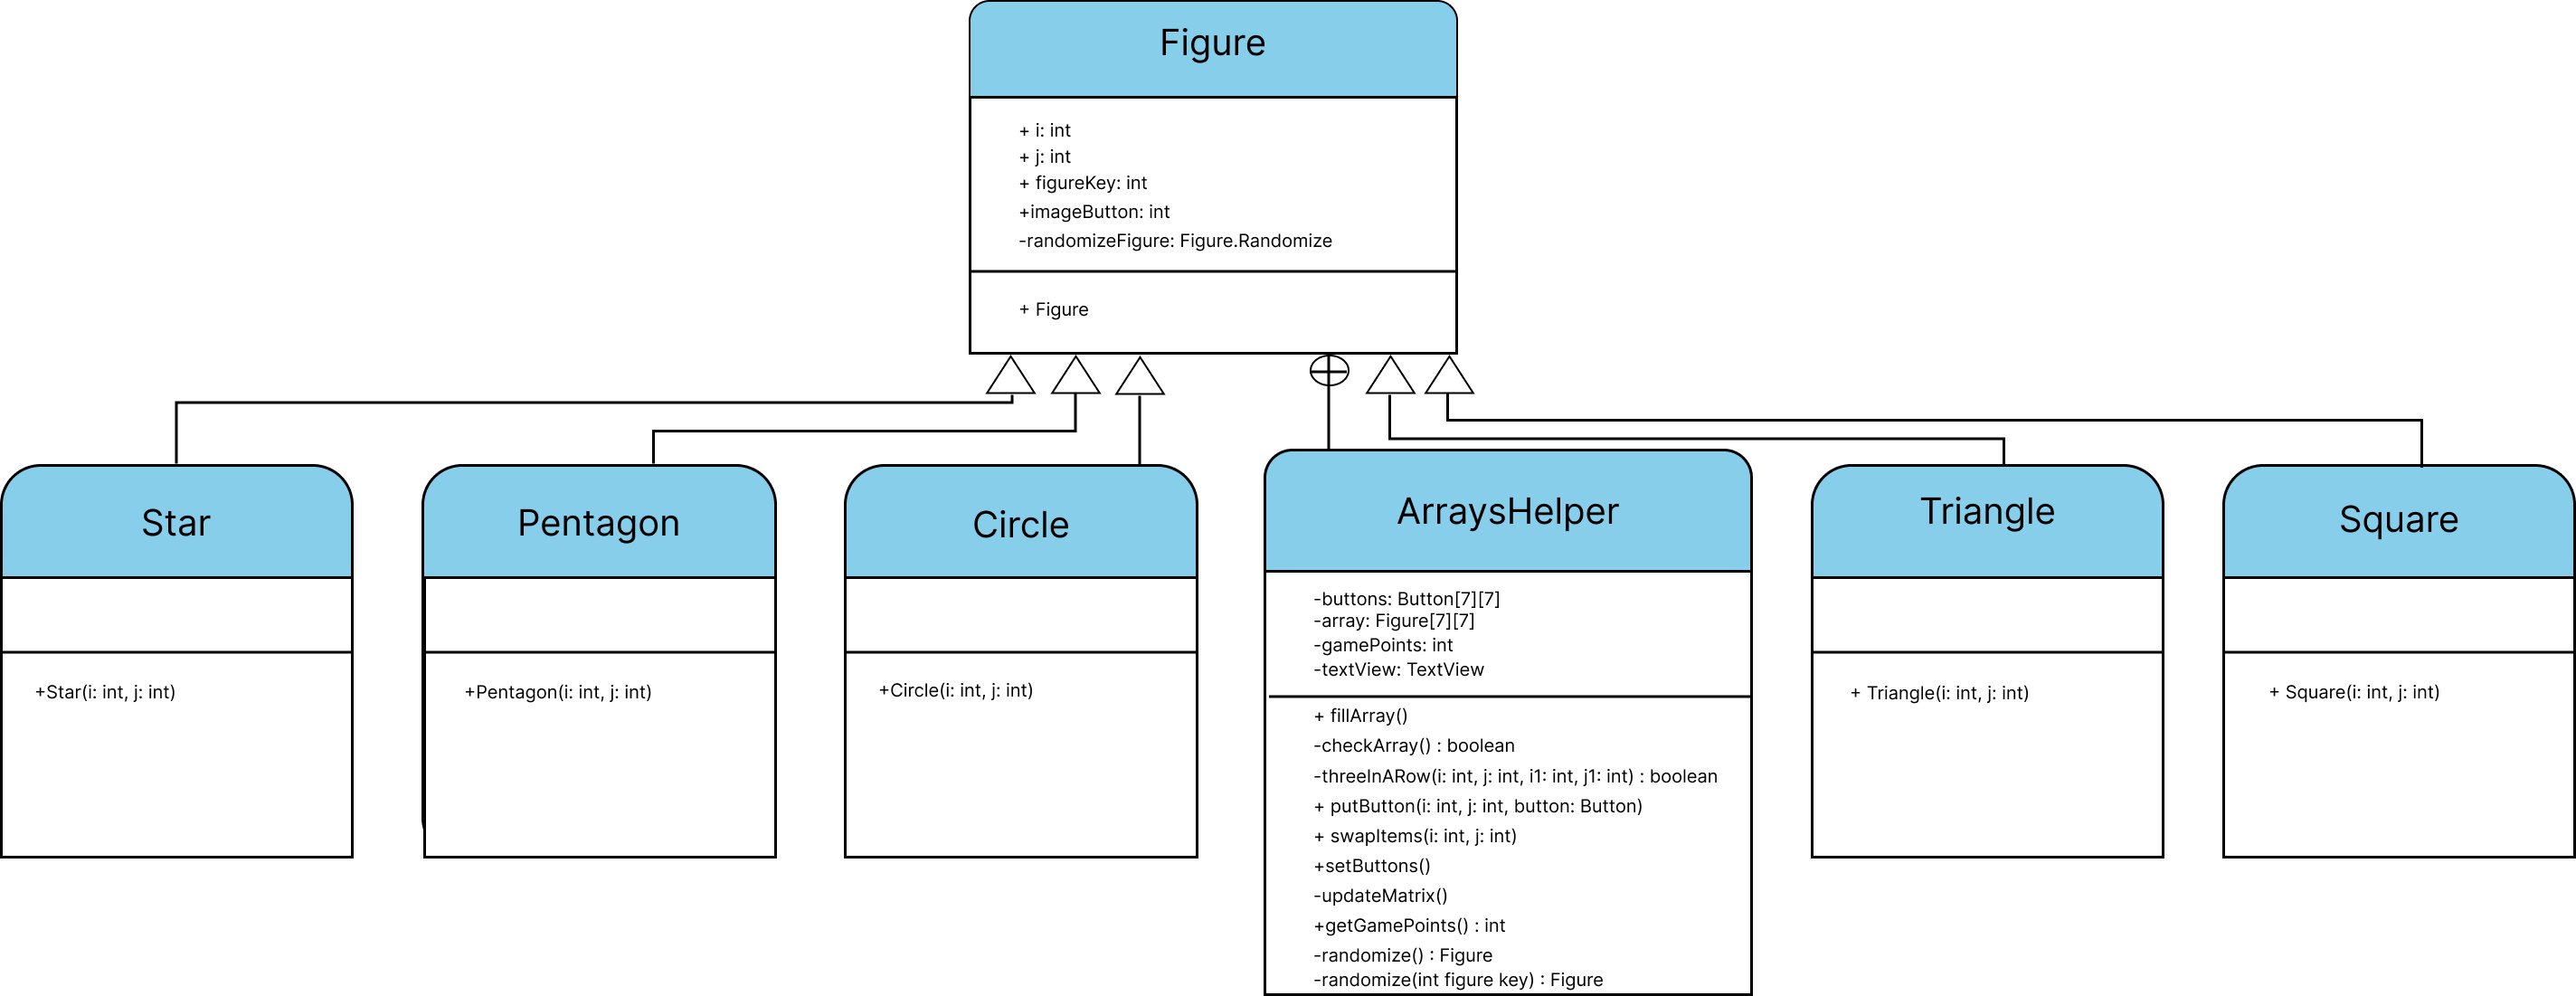 Figure
+ i: int
+ j: int
+ figureKey: int
+imageButton: int
-randomizeFigure: Figure.Randomize
+ Figure
Star
+Star(i: int, j: int)
Pentagon
+Pentagon(i: int, j: int)
Circle
+Circle(i: int, j: int)
ArraysHelper
-buttons: Button[7][7]
-array: Figure[7][7]
-gamePoints: int
-textView: TextView
+ fillArray()
-checkArray() : boolean
-threeInARow(i: int, j: int, i1: int, j1: int) : boolean
+ putButton(i: int, j: int, button: Button)
+ swapItems(i: int, j: int)
+setButtons()
-updateMatrix()
+getGamePoints() : int
-randomize() : Figure
-randomize(int figure key) : Figure
Triangle
+ Triangle(i: int, j: int)
Square
+ Square(i: int, j: int)